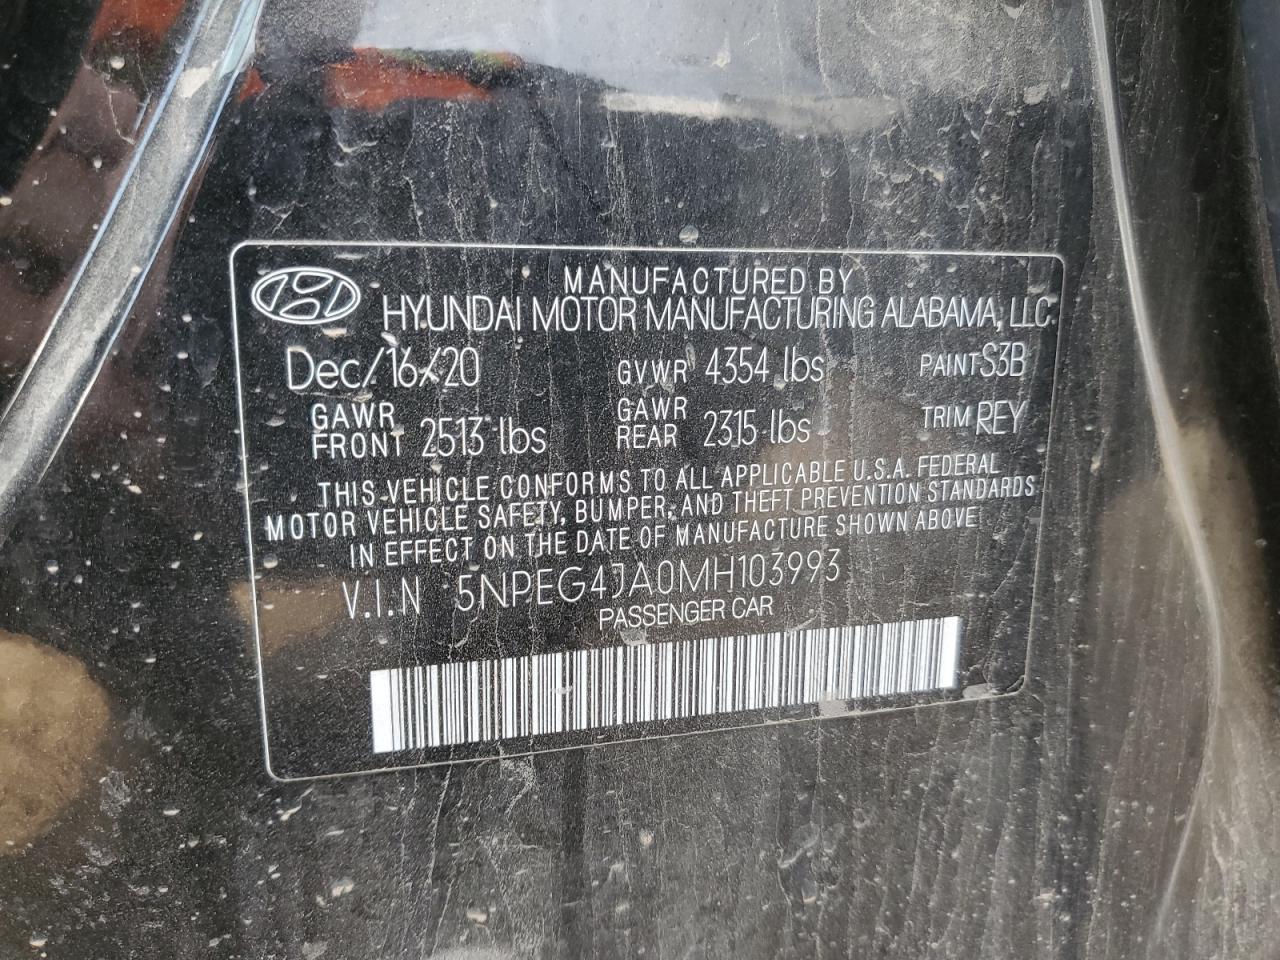 MANUFACTURED BY
HYUNDAI MOTOR MANUFACTURING ALABAMA, LLC
Dec/16/20 GVWR 4354 lbs PAINT S3B
GAWR FRONT 2513 lbs GAWR REAR 2315 lbs TRIM REY
THIS VEHICLE CONFORMS TO ALL APPLICABLE U.S.A. FEDERAL
MOTOR VEHICLE SAFETY, BUMPER, AND THEFT PREVENTION STANDARDS
IN EFFECT ON THE DATE OF MANUFACTURE SHOWN ABOVE
V.I.N 5NPEG4JA0MH103993
PASSENGER CAR